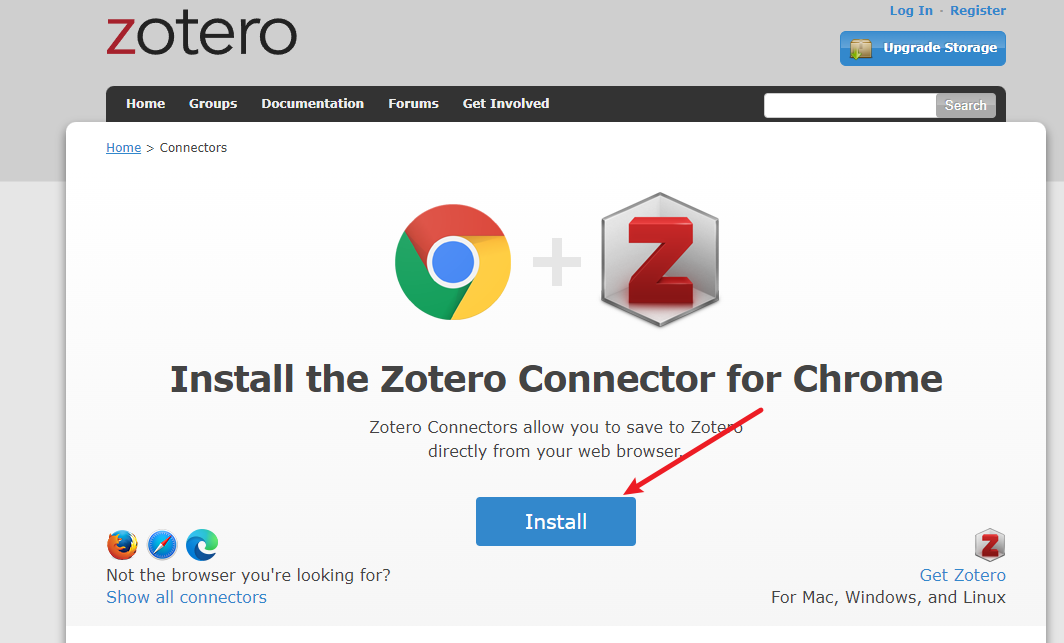 zotero
Log In · Register
Upgrade Storage
Home Groups Documentation Forums Get Involved
Search
Home > Connectors
Z
Install the Zotero Connector for Chrome
Zotero Connectors allow you to save to Zotero
directly from your web browser.
Install
Not the browser you're looking for?
Show all connectors
Z
Get Zotero
For Mac, Windows, and Linux